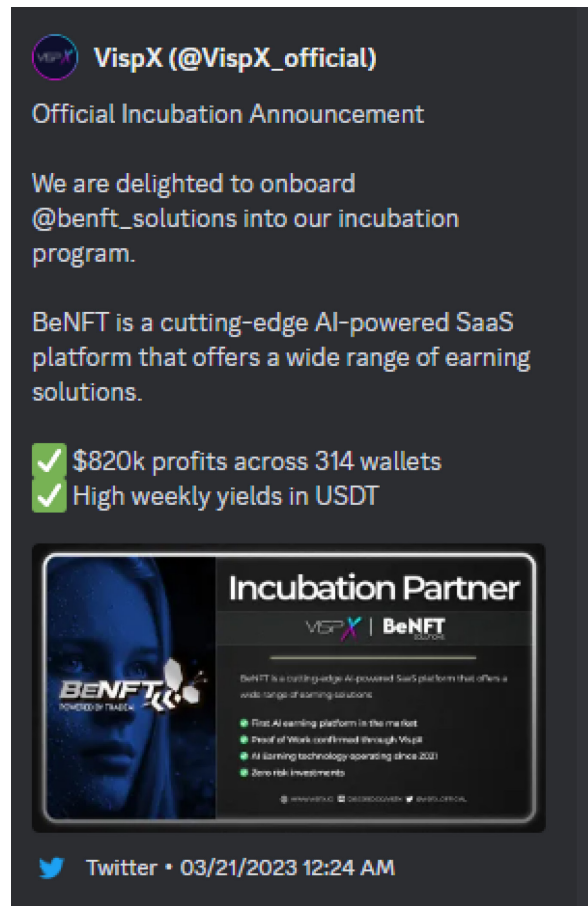 VISPX
VispX (@VispX_official)
Official Incubation Announcement
We are delighted to onboard
@benft_solutions into our incubation
program.
BeNFT is a cutting-edge AI-powered SaaS
platform that offers a wide range of earning
solutions.
✅ $820k profits across 314 wallets
✅ High weekly yields in USDT
Incubation Partner
VISPX | BeNFT
SOLUTIONS
BeNFT is a cutting-edge AI-powered SaaS platform that offers a
wide range of earning solutions
BENFT
POWERED BY
First AI earning platform in the market
Proof of Work confirmed through VispX
AI Earning technology operating since 2021
Zero risk investments
Twitter • 03/21/2023 12:24 AM